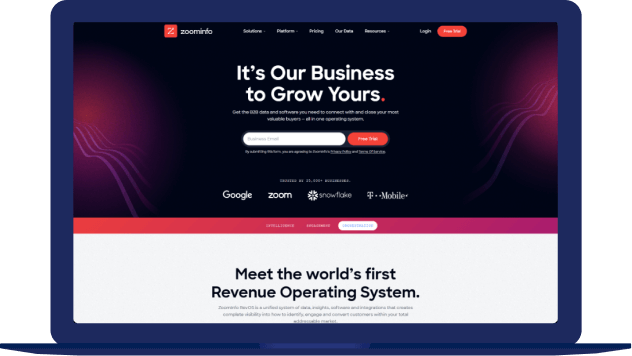 zoominfo
Solutions Platform Pricing Our Data Resources Login Free Trial
It's Our Business
to Grow Yours.
Get the B2B data and software you need to connect with and close your most
valuable buyers — all in one operating system.
Business Email Free Trial
By submitting this form, you are agreeing to ZoomInfo's Privacy Policy and Terms Of Service.
TRUSTED BY 25,000+ BUSINESSES.
Google zoom snowflake T-Mobile
INTELLIGENCE ENGAGEMENT ORCHESTRATION
Meet the world's first
Revenue Operating System.
ZoomInfo RevOS is a unified system of data, insights, software and integrations that creates
complete visibility into how to identify, engage and convert customers within your total
addressable market.